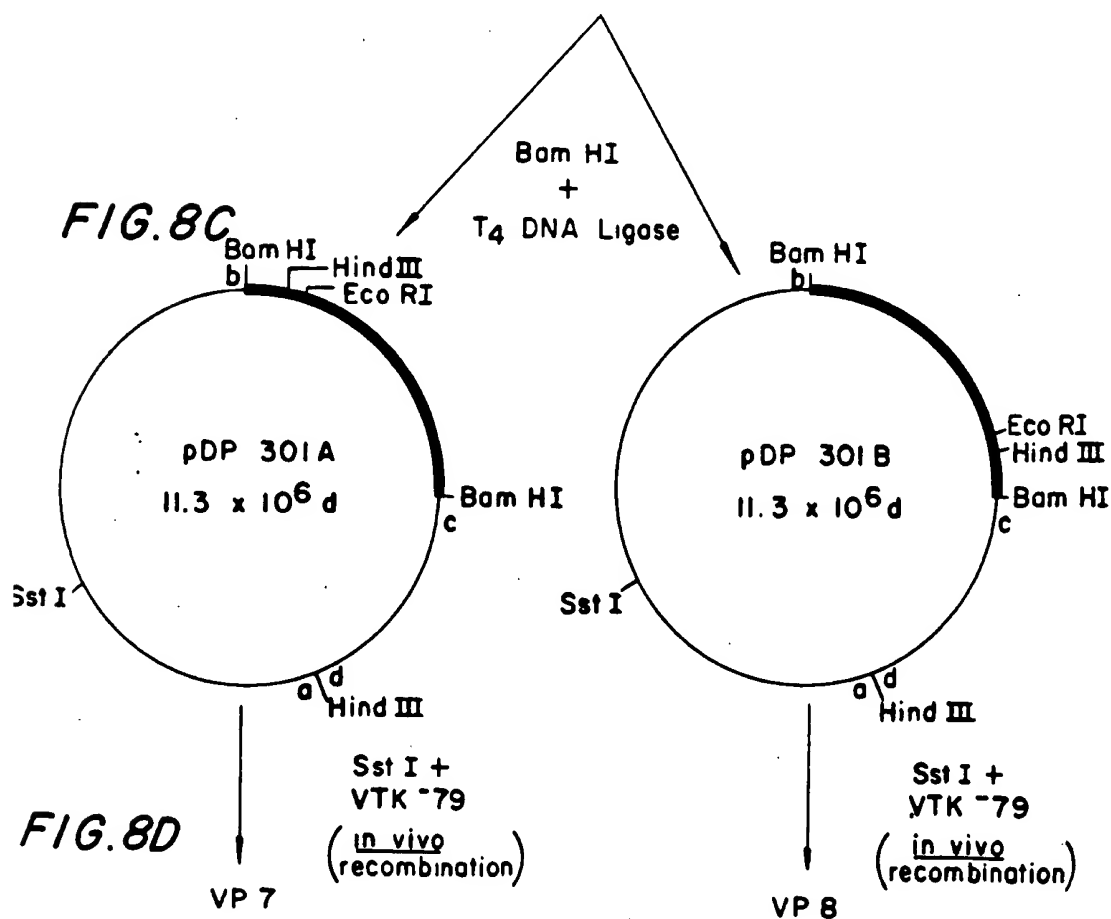 Bam HI
+
T4 DNA Ligase
FIG.8C
Bam HI
b
Hind III
Eco RI
pDP 301A
11.3 x 10⁶ d
Bam HI
c
Sst I
a d
Hind III
Bam HI
b
Eco RI
Hind III
pDP 301B
11.3 x 10⁶ d
Bam HI
c
Sst I
a d
Hind III
FIG.8D
Sst I +
VTK⁻79
(in vivo
recombination)
VP 7
Sst I +
VTK⁻79
(in vivo
recombination)
VP 8